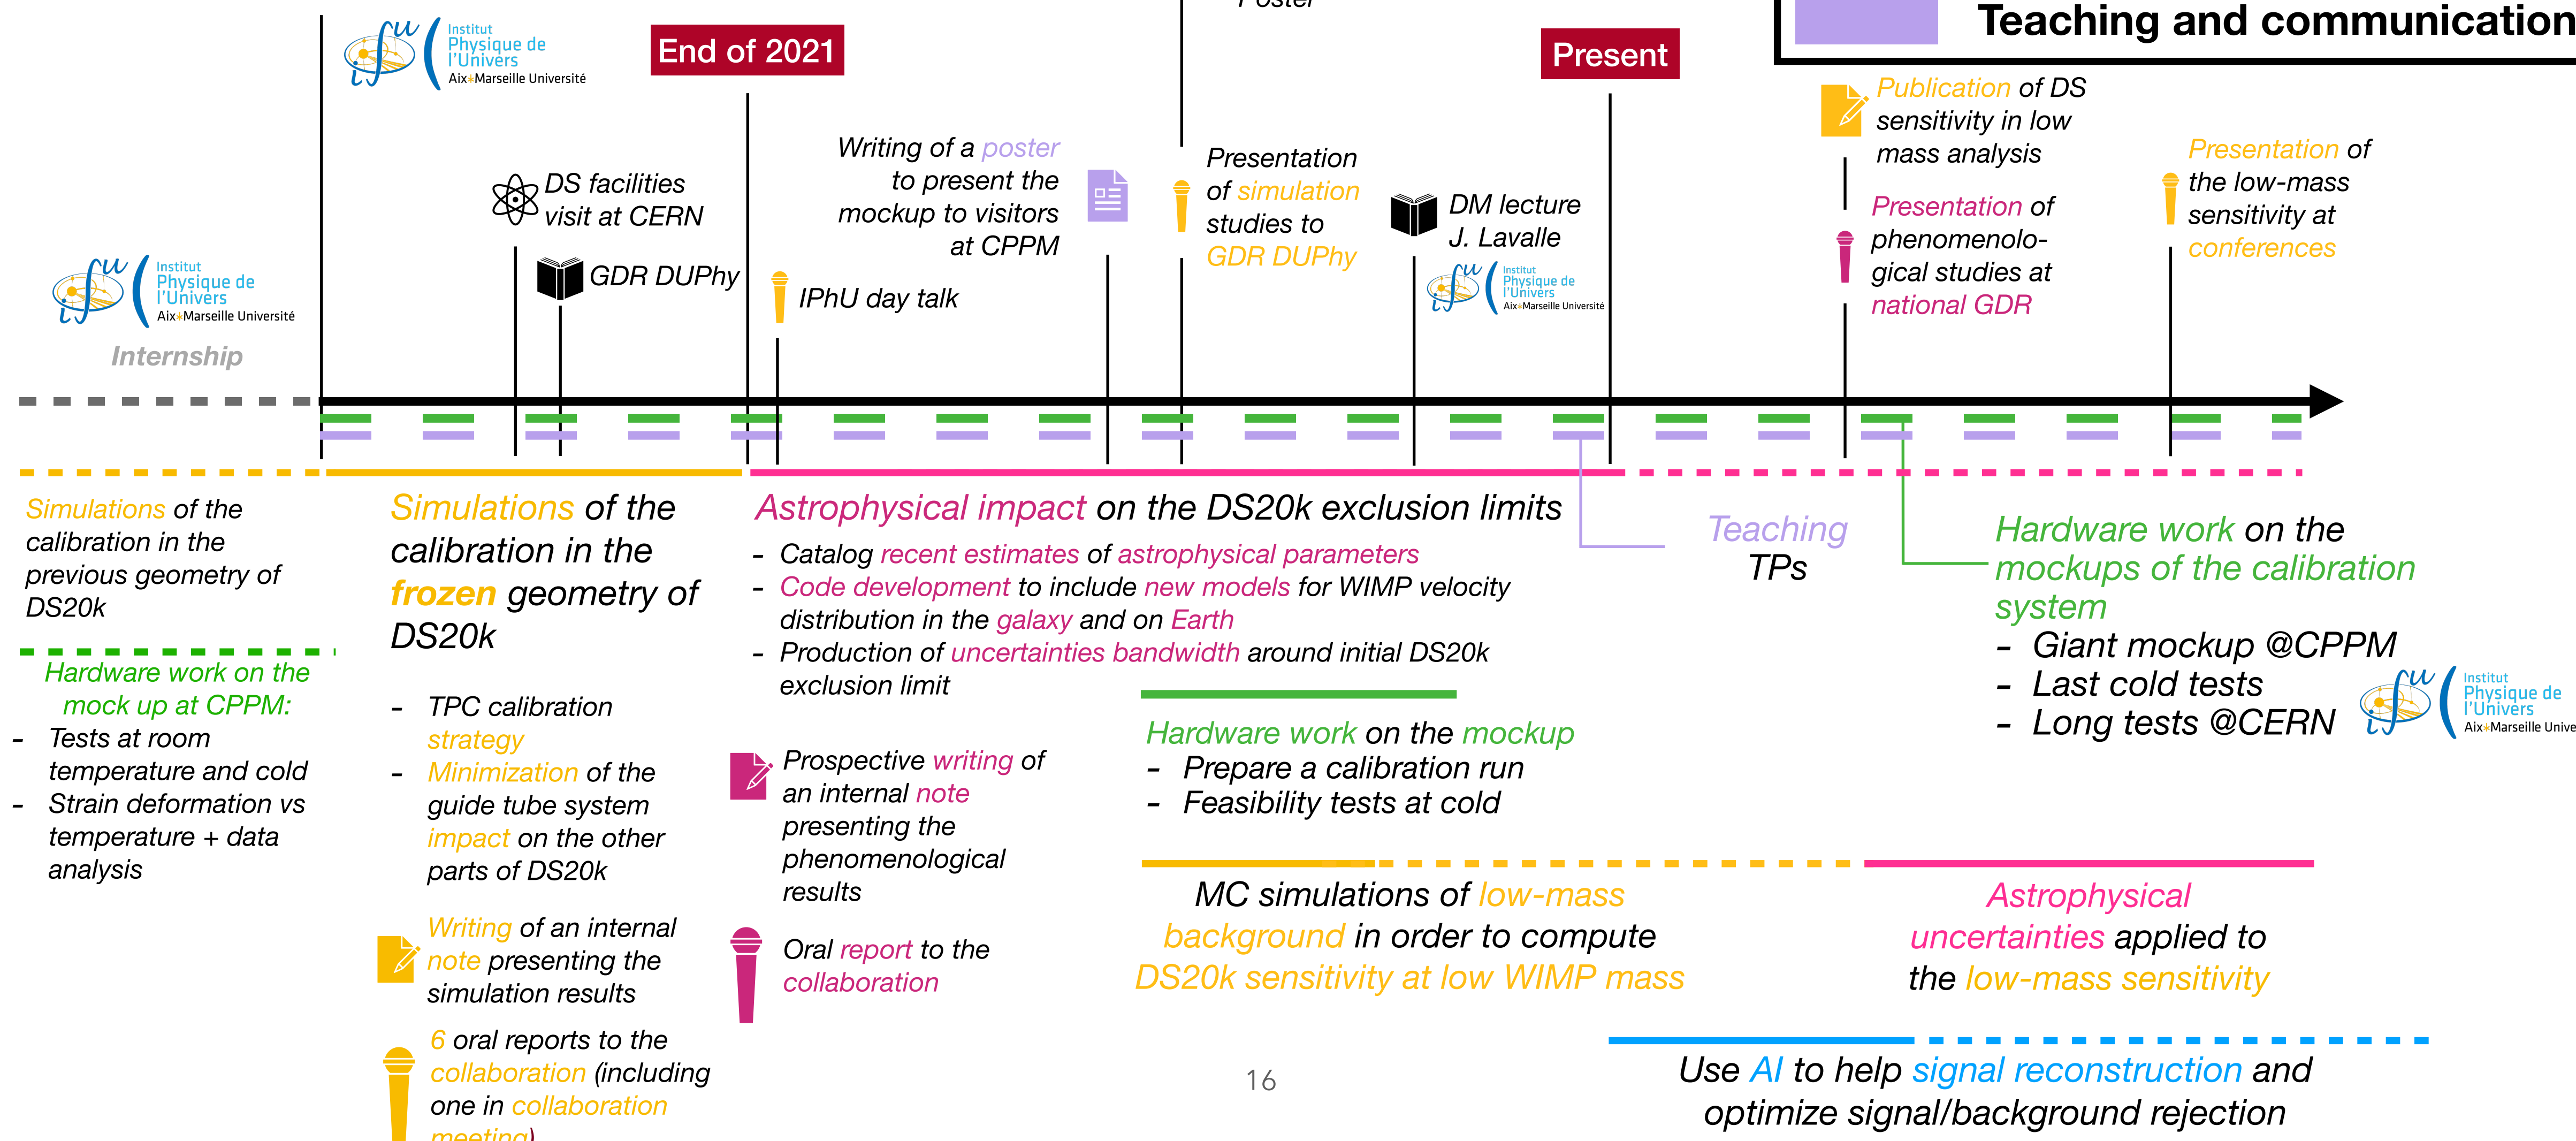 Poster
Teaching and communication
Institut
Physique de
l'Univers
Aix*Marseille Université
End of 2021
Present
Publication of DS
sensitivity in low
mass analysis
Presentation of
the low-mass
sensitivity at
conferences
Writing of a poster
to present the
mockup to visitors
at CPPM
Presentation
of simulation
studies to
GDR DUPhy
DS facilities
visit at CERN
DM lecture
J. Lavalle
Institut
Physique de
l'Univers
Aix*Marseille Université
Presentation of
phenomenolo-
gical studies at
national GDR
GDR DUPhy
IPhU day talk
Institut
Physique de
l'Univers
Aix*Marseille Université
Internship
Simulations of the
calibration in the
previous geometry of
DS20k
Hardware work on the
mock up at CPPM:
- Tests at room
temperature and cold
- Strain deformation vs
temperature + data
analysis
Simulations of the
calibration in the
frozen geometry of
DS20k
- TPC calibration
strategy
- Minimization of the
guide tube system
impact on the other
parts of DS20k
Writing of an internal
note presenting the
simulation results
6 oral reports to the
collaboration (including
one in collaboration
meeting)
Astrophysical impact on the DS20k exclusion limits
- Catalog recent estimates of astrophysical parameters
- Code development to include new models for WIMP velocity
distribution in the galaxy and on Earth
- Production of uncertainties bandwidth around initial DS20k
exclusion limit
Prospective writing of
an internal note
presenting the
phenomenological
results
Oral report to the
collaboration
Hardware work on the mockup
- Prepare a calibration run
- Feasibility tests at cold
MC simulations of low-mass
background in order to compute
DS20k sensitivity at low WIMP mass
Teaching
TPs
Hardware work on the
mockups of the calibration
system
- Giant mockup @CPPM
- Last cold tests
- Long tests @CERN
Institut
Physique de
l'Univers
Aix*Marseille Unive
Astrophysical
uncertainties applied to
the low-mass sensitivity
Use AI to help signal reconstruction and
optimize signal/background rejection
16